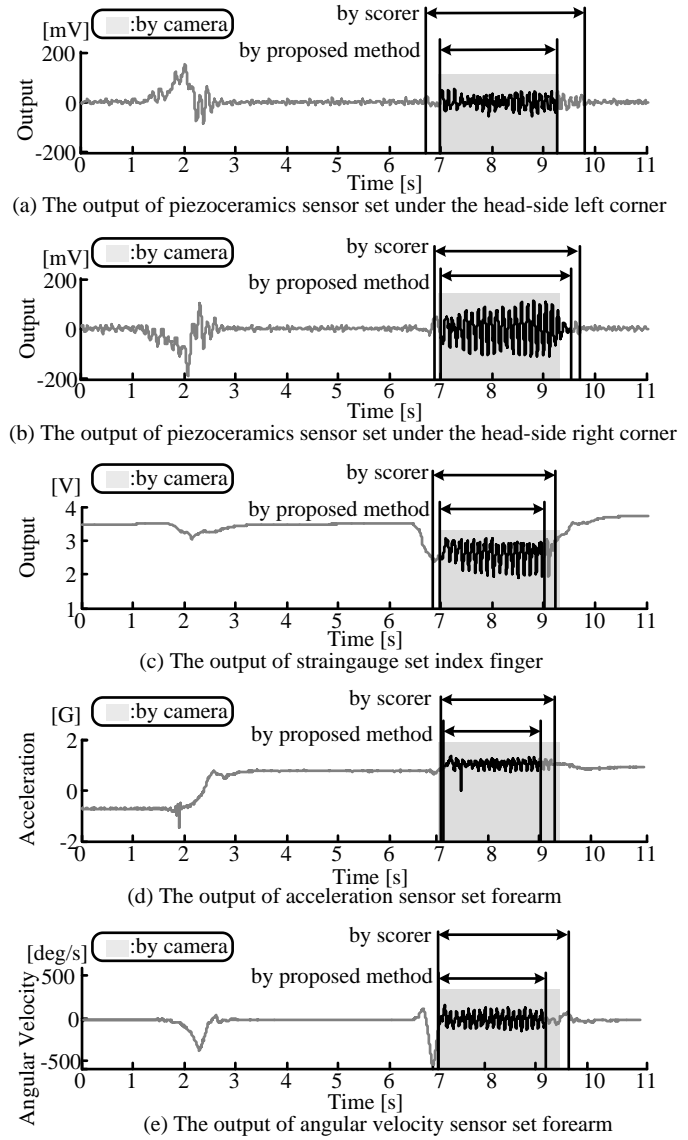 by scorer
[mV] :by camera
by proposed method
200
0
-200
Output
0 1 2 3 4 5 6 7 8 9 10 11
Time [s]
(a) The output of piezoceramics sensor set under the head-side left corner
by scorer
[mV] :by camera
by proposed method
200
0
-200
Output
0 1 2 3 4 5 6 7 8 9 10 11
Time [s]
(b) The output of piezoceramics sensor set under the head-side right corner
by scorer
[V] :by camera
by proposed method
4
3
2
1
Output
0 1 2 3 4 5 6 7 8 9 10 11
Time [s]
(c) The output of straingauge set index finger
by scorer
[G] :by camera
by proposed method
2
0
-2
Acceleration
0 1 2 3 4 5 6 7 8 9 10 11
Time [s]
(d) The output of acceleration sensor set forearm
by scorer
[deg/s] :by camera
by proposed method
500
0
-500
Angular Velocity
0 1 2 3 4 5 6 7 8 9 10 11
Time [s]
(e) The output of angular velocity sensor set forearm